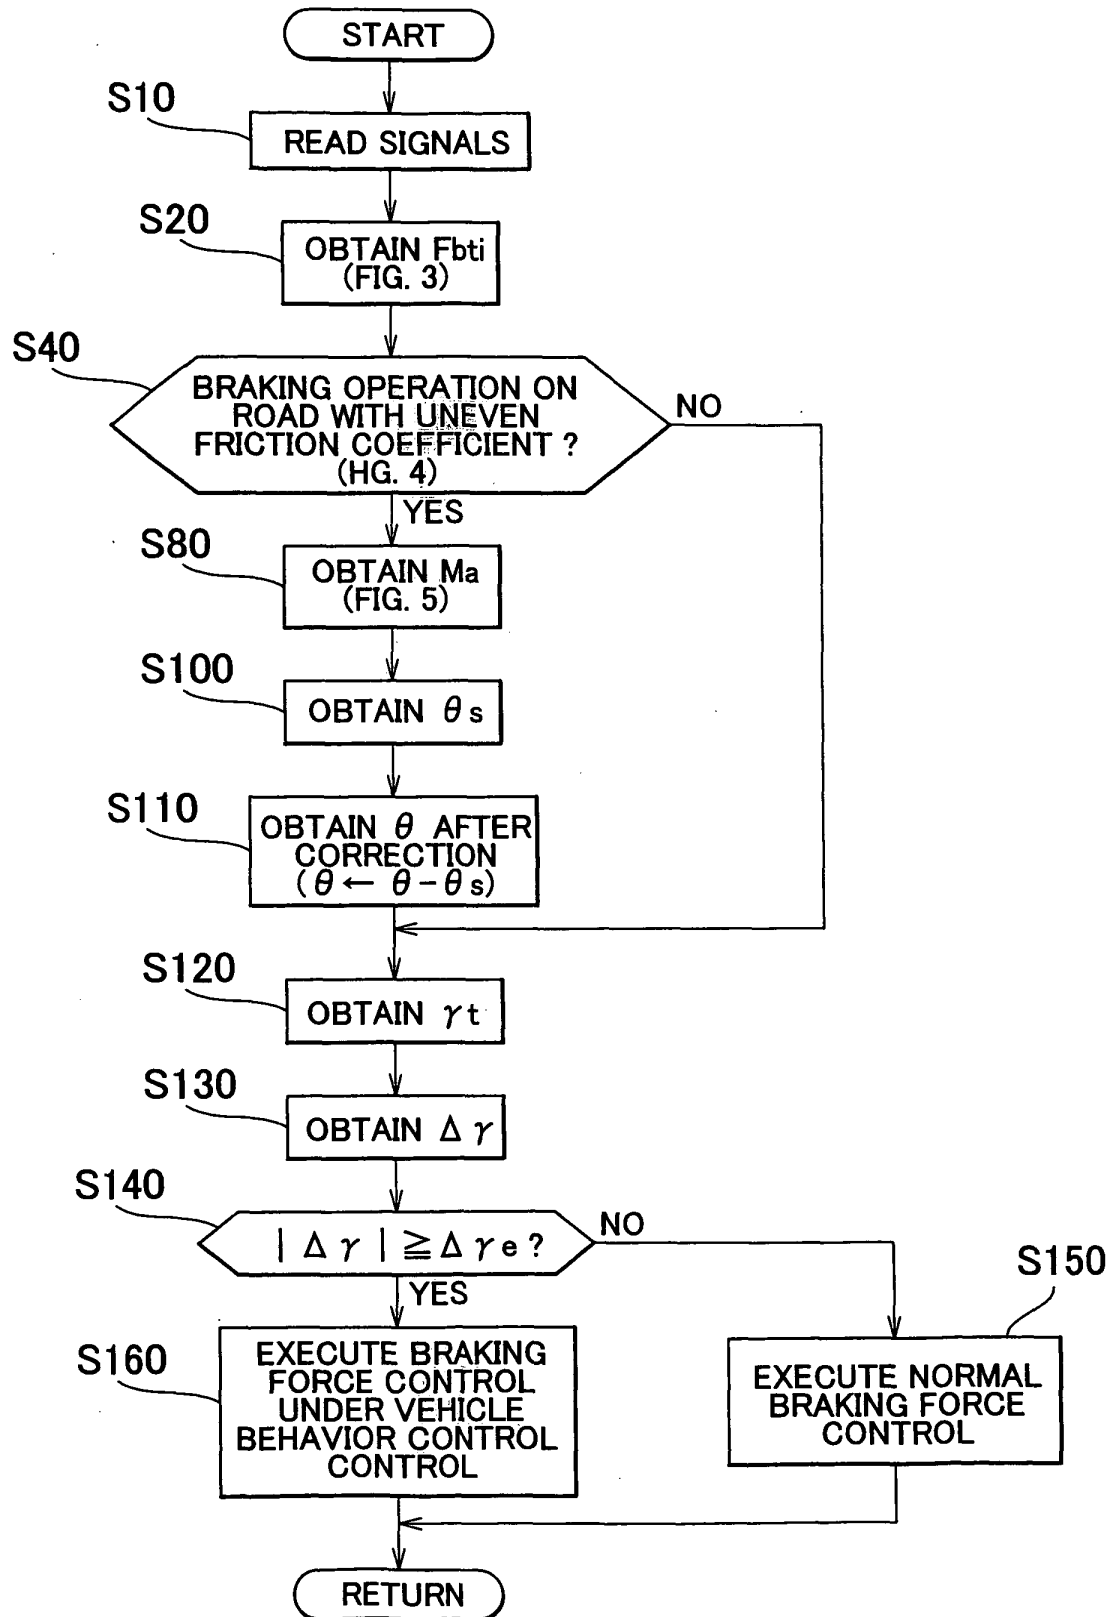 START
S10
READ SIGNALS
S20
OBTAIN Fbti
(FIG. 3)
S40
BRAKING OPERATION ON
ROAD WITH UNEVEN
FRICTION COEFFICIENT ?
(HG. 4)
NO
YES
S80
OBTAIN Ma
(FIG. 5)
S100
OBTAIN θs
S110
OBTAIN θ AFTER
CORRECTION
(θ ← θ - θs)
S120
OBTAIN γt
S130
OBTAIN Δγ
S140
| Δγ | ≧ Δγe ?
NO
YES
S150
EXECUTE NORMAL
BRAKING FORCE
CONTROL
S160
EXECUTE BRAKING
FORCE CONTROL
UNDER VEHICLE
BEHAVIOR CONTROL
CONTROL
RETURN